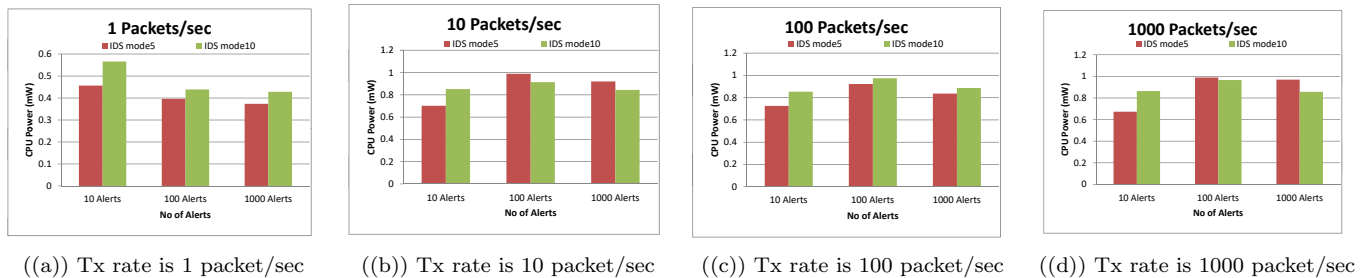 1 Packets/sec
IDS mode5 IDS mode10
0.6
0.5
0.4
0.3
0.2
0.1
0
CPU Power (mW)
10 Alerts 100 Alerts 1000 Alerts
No of Alerts
((a)) Tx rate is 1 packet/sec
10 Packets/sec
IDS mode5 IDS mode10
1.2
1
0.8
0.6
0.4
0.2
0
CPU Power (mW)
10 Alerts 100 Alerts 1000 Alerts
No of Alerts
((b)) Tx rate is 10 packet/sec
100 Packets/sec
IDS mode5 IDS mode10
1.2
1
0.8
0.6
0.4
0.2
0
CPU Power (mW)
10 Alerts 100 Alerts 1000 Alerts
No of Alerts
((c)) Tx rate is 100 packet/sec
1000 Packets/sec
IDS mode5 IDS mode10
1.2
1
0.8
0.6
0.4
0.2
0
CPU Power (mW)
10 Alerts 100 Alerts 1000 Alerts
No of Alerts
((d)) Tx rate is 1000 packet/sec